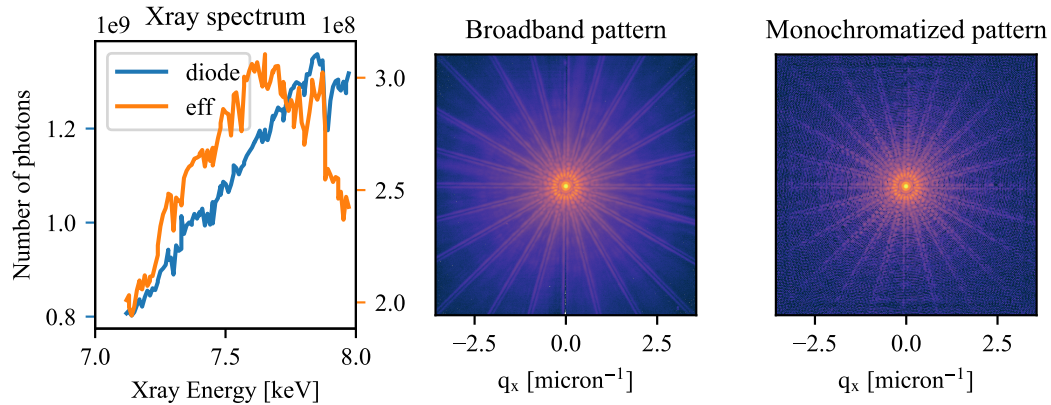 Xray spectrum
1e9
1e8
diode
eff
Number of photons
1.2
1.0
0.8
3.0
2.5
2.0
7.0
7.5
8.0
Xray Energy [keV]
Broadband pattern
−2.5
0.0
2.5
qₓ [micron⁻¹]
Monochromatized pattern
−2.5
0.0
2.5
qₓ [micron⁻¹]